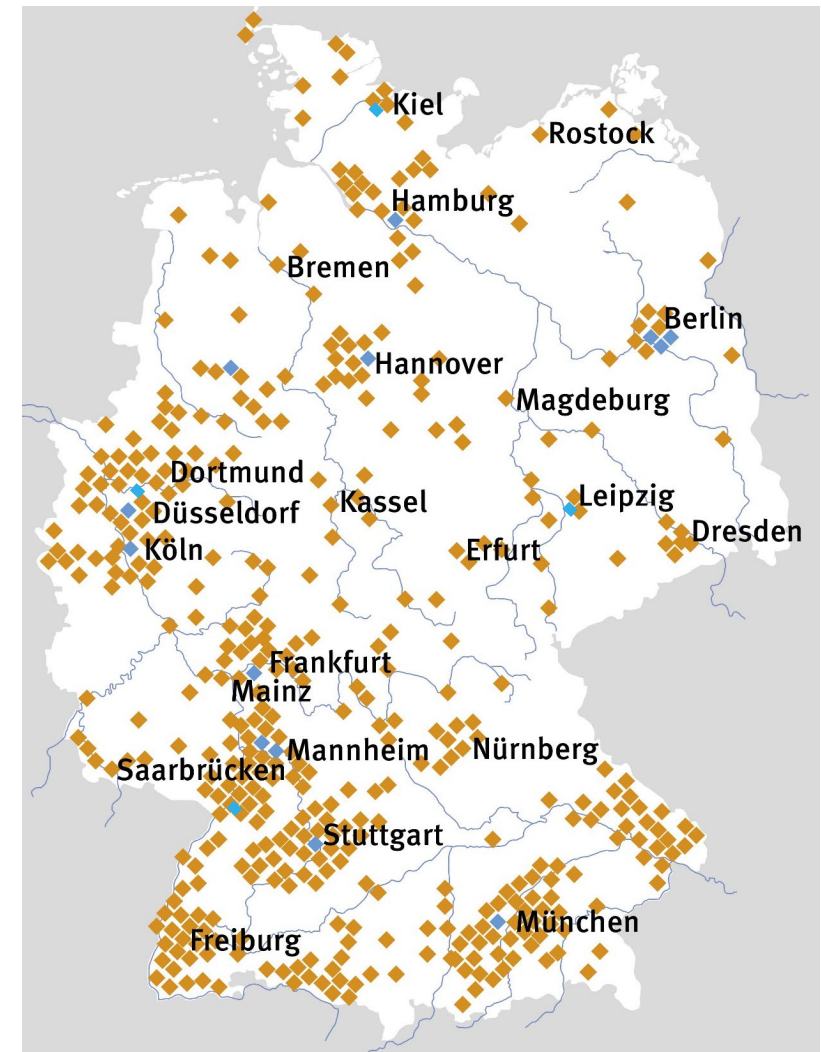 Kiel
Rostock
Hamburg
Bremen
Berlin
Hannover
Magdeburg
Dortmund
Leipzig
Kassel
Düsseldorf
Dresden
Köln
Erfurt
Frankfurt
Mainz
Mannheim
Nürnberg
Saarbrücken
Stuttgart
München
Freiburg